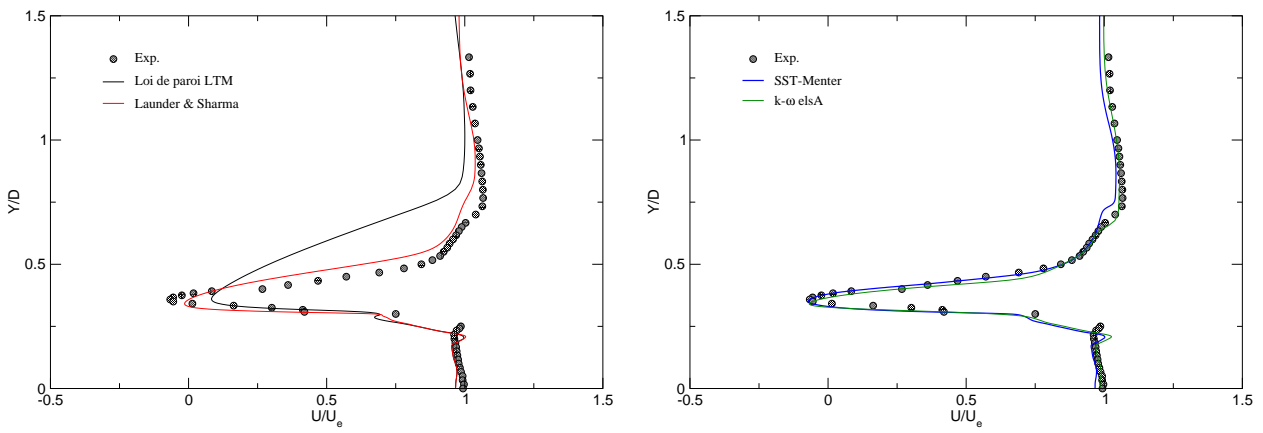 1.5
Exp.
Loi de paroi LTM
Launder & Sharma
1
Y/D
0.5
0
-0.5 0 0.5 1 1.5
U/Ue
1.5
Exp.
SST-Menter
k-ω elsA
1
Y/D
0.5
0
-0.5 0 0.5 1 1.5
U/Ue